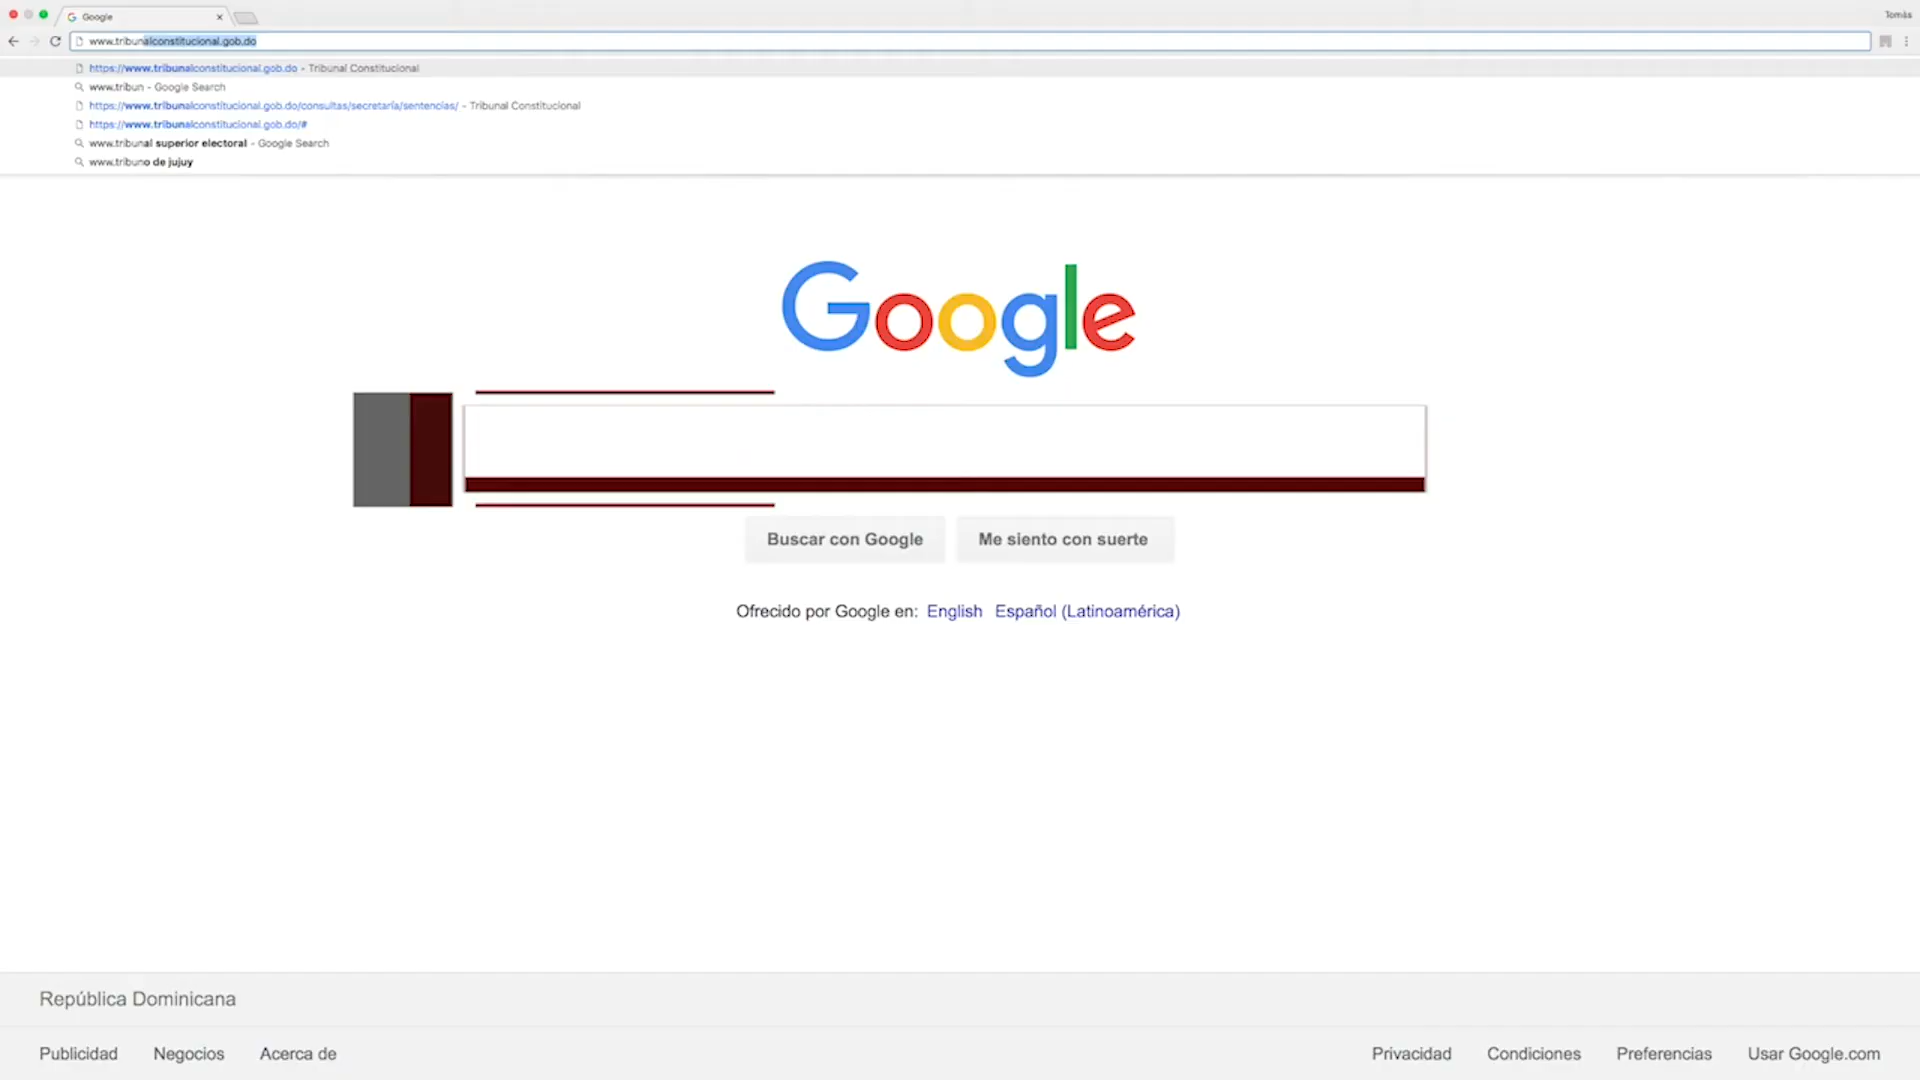 Google
Tomás
www.tribunalconstitucional.gob.do
https://www.tribunalconstitucional.gob.do - Tribunal Constitucional
www.tribun - Google Search
https://www.tribunalconstitucional.gob.do/consultas/secretaría/sentencias/ - Tribunal Constitucional
https://www.tribunalconstitucional.gob.do/#
www.tribunal superior electoral - Google Search
www.tribuno de jujuy
Google
Buscar con Google Me siento con suerte
Ofrecido por Google en: English Español (Latinoamérica)
República Dominicana
Publicidad Negocios Acerca de Privacidad Condiciones Preferencias Usar Google.com